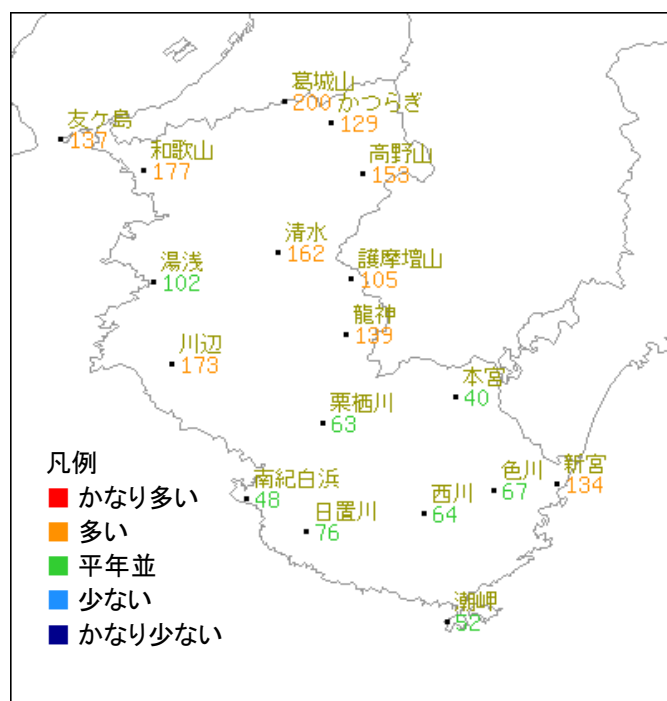 葛城山
200
かつらぎ
129
友ケ島
137
和歌山
177
高野山
153
清水
162
護摩壇山
105
湯浅
102
龍神
139
川辺
173
本宮
40
栗栖川
63
南紀白浜
48
日置川
76
西川
64
色川
67
新宮
134
潮岬
52
凡例
かなり多い
多い
平年並
少ない
かなり少ない